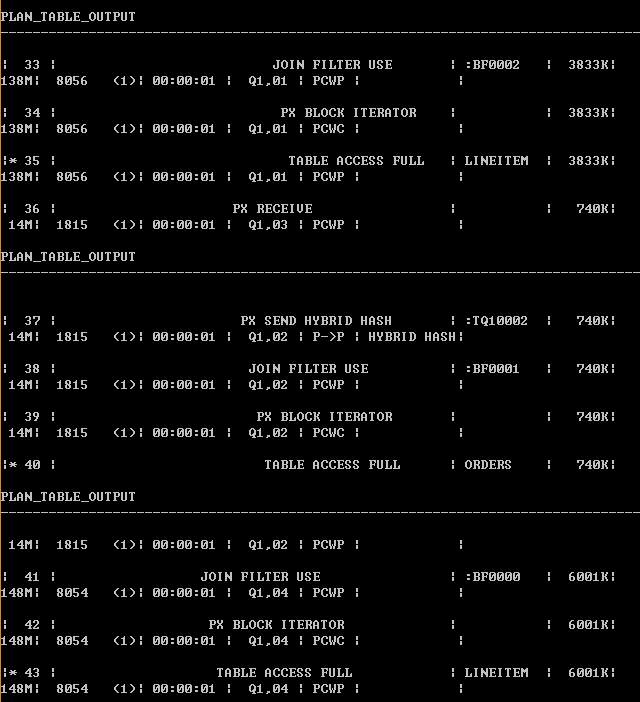 PLAN_TABLE_OUTPUT
--------------------------------------------------------------------------------
|  33 |                           JOIN FILTER USE      | :BF0002   |  3833K|
138M|  8056   (1)| 00:00:01 |  Q1,01 | PCWP |            |
|  34 |                            PX BLOCK ITERATOR    |           |  3833K|
138M|  8056   (1)| 00:00:01 |  Q1,01 | PCWC |            |
|* 35 |                             TABLE ACCESS FULL   | LINEITEM  |  3833K|
138M|  8056   (1)| 00:00:01 |  Q1,01 | PCWP |            |
|  36 |                      PX RECEIVE                 |           |   740K|
 14M|  1815   (1)| 00:00:01 |  Q1,03 | PCWP |            |
PLAN_TABLE_OUTPUT
--------------------------------------------------------------------------------
|  37 |                       PX SEND HYBRID HASH       | :TQ10002  |   740K|
 14M|  1815   (1)| 00:00:01 |  Q1,02 | P->P | HYBRID HASH|
|  38 |                        JOIN FILTER USE          | :BF0001   |   740K|
 14M|  1815   (1)| 00:00:01 |  Q1,02 | PCWP |            |
|  39 |                         PX BLOCK ITERATOR       |           |   740K|
 14M|  1815   (1)| 00:00:01 |  Q1,02 | PCWC |            |
|* 40 |                          TABLE ACCESS FULL      | ORDERS    |   740K|
PLAN_TABLE_OUTPUT
--------------------------------------------------------------------------------
 14M|  1815   (1)| 00:00:01 |  Q1,02 | PCWP |            |
|  41 |                  JOIN FILTER USE                | :BF0000   |  6001K|
148M|  8054   (1)| 00:00:01 |  Q1,04 | PCWP |            |
|  42 |                   PX BLOCK ITERATOR             |           |  6001K|
148M|  8054   (1)| 00:00:01 |  Q1,04 | PCWC |            |
|* 43 |                    TABLE ACCESS FULL            | LINEITEM  |  6001K|
148M|  8054   (1)| 00:00:01 |  Q1,04 | PCWP |            |